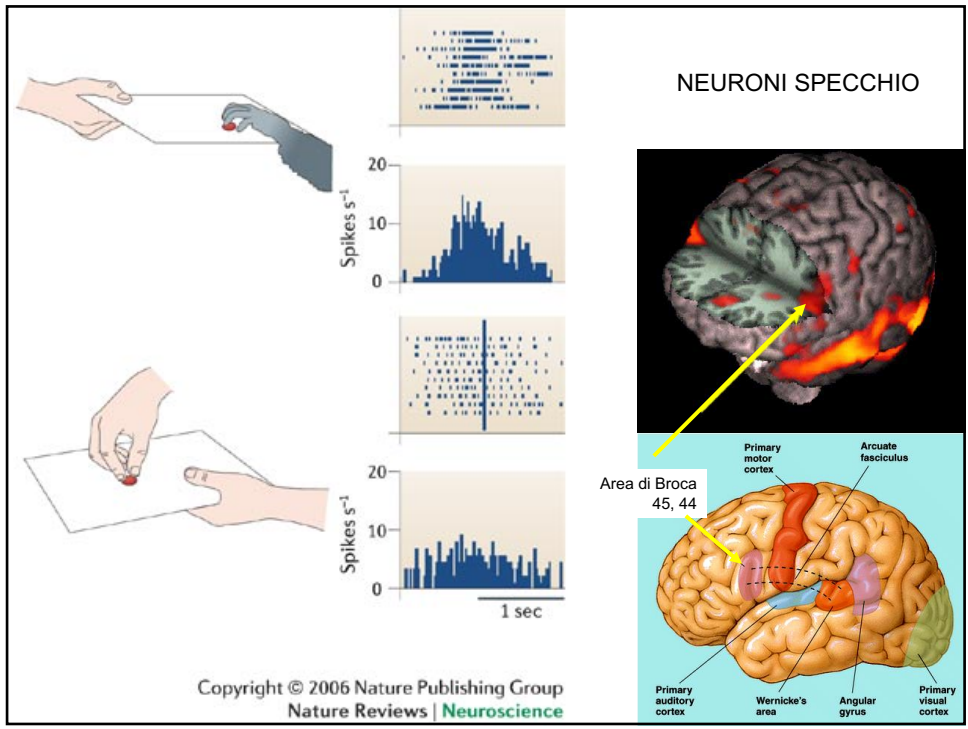 NEURONI SPECCHIO
20
10
0
Spikes s⁻¹
20
10
0
Spikes s⁻¹
1 sec
Area di Broca
45, 44
Primary
motor
cortex
Arcuate
fasciculus
Primary
auditory
cortex
Wernicke's
area
Angular
gyrus
Primary
visual
cortex
Copyright © 2006 Nature Publishing Group
Nature Reviews | Neuroscience